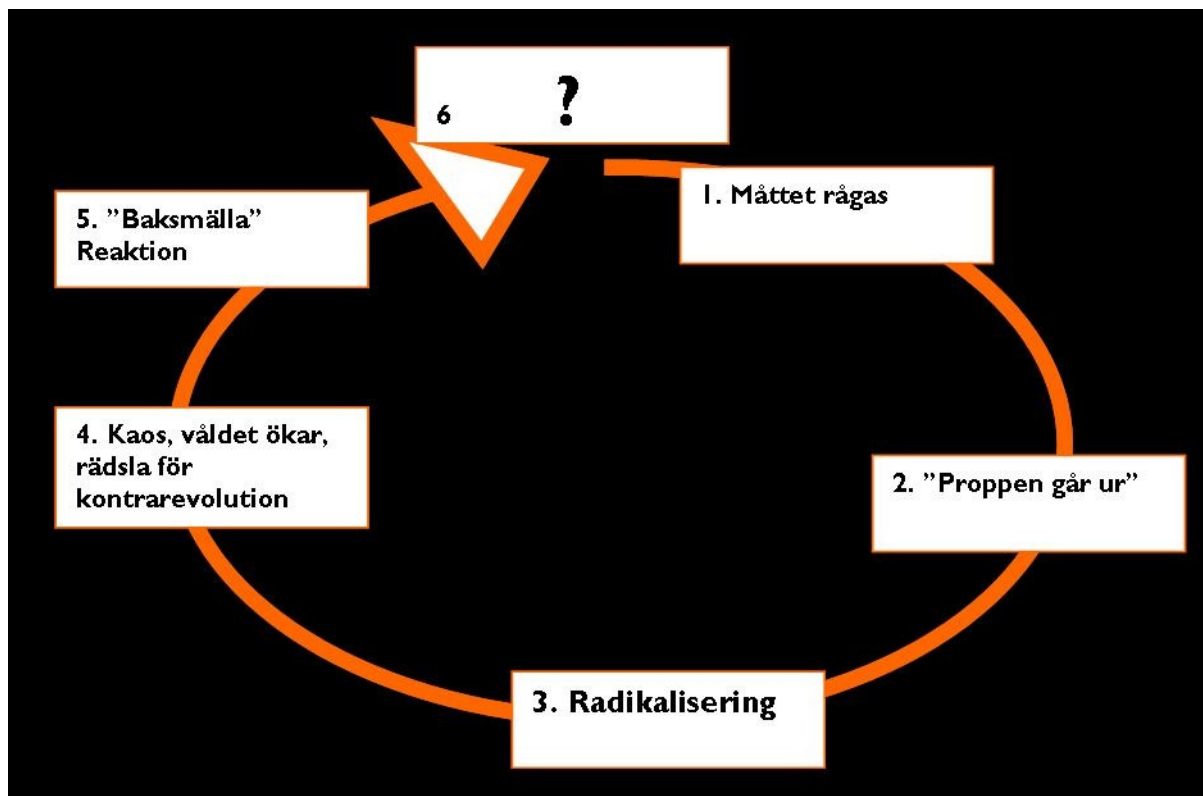 6 ?
1. Måttet rågas
5. ”Baksmälla”
Reaktion
4. Kaos, våldet ökar,
rädsla för
kontrarevolution
2. ”Proppen går ur”
3. Radikalisering